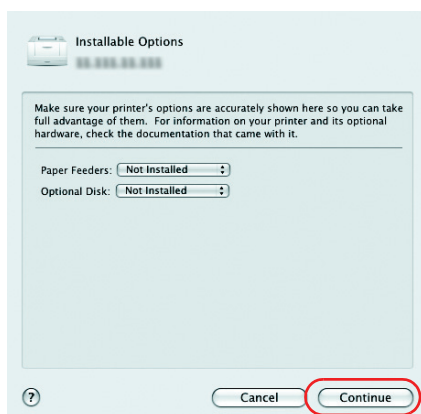 Installable Options
Make sure your printer's options are accurately shown here so you can take
full advantage of them. For information on your printer and its optional
hardware, check the documentation that came with it.
Paper Feeders: Not Installed
Optional Disk: Not Installed
?
Cancel
Continue